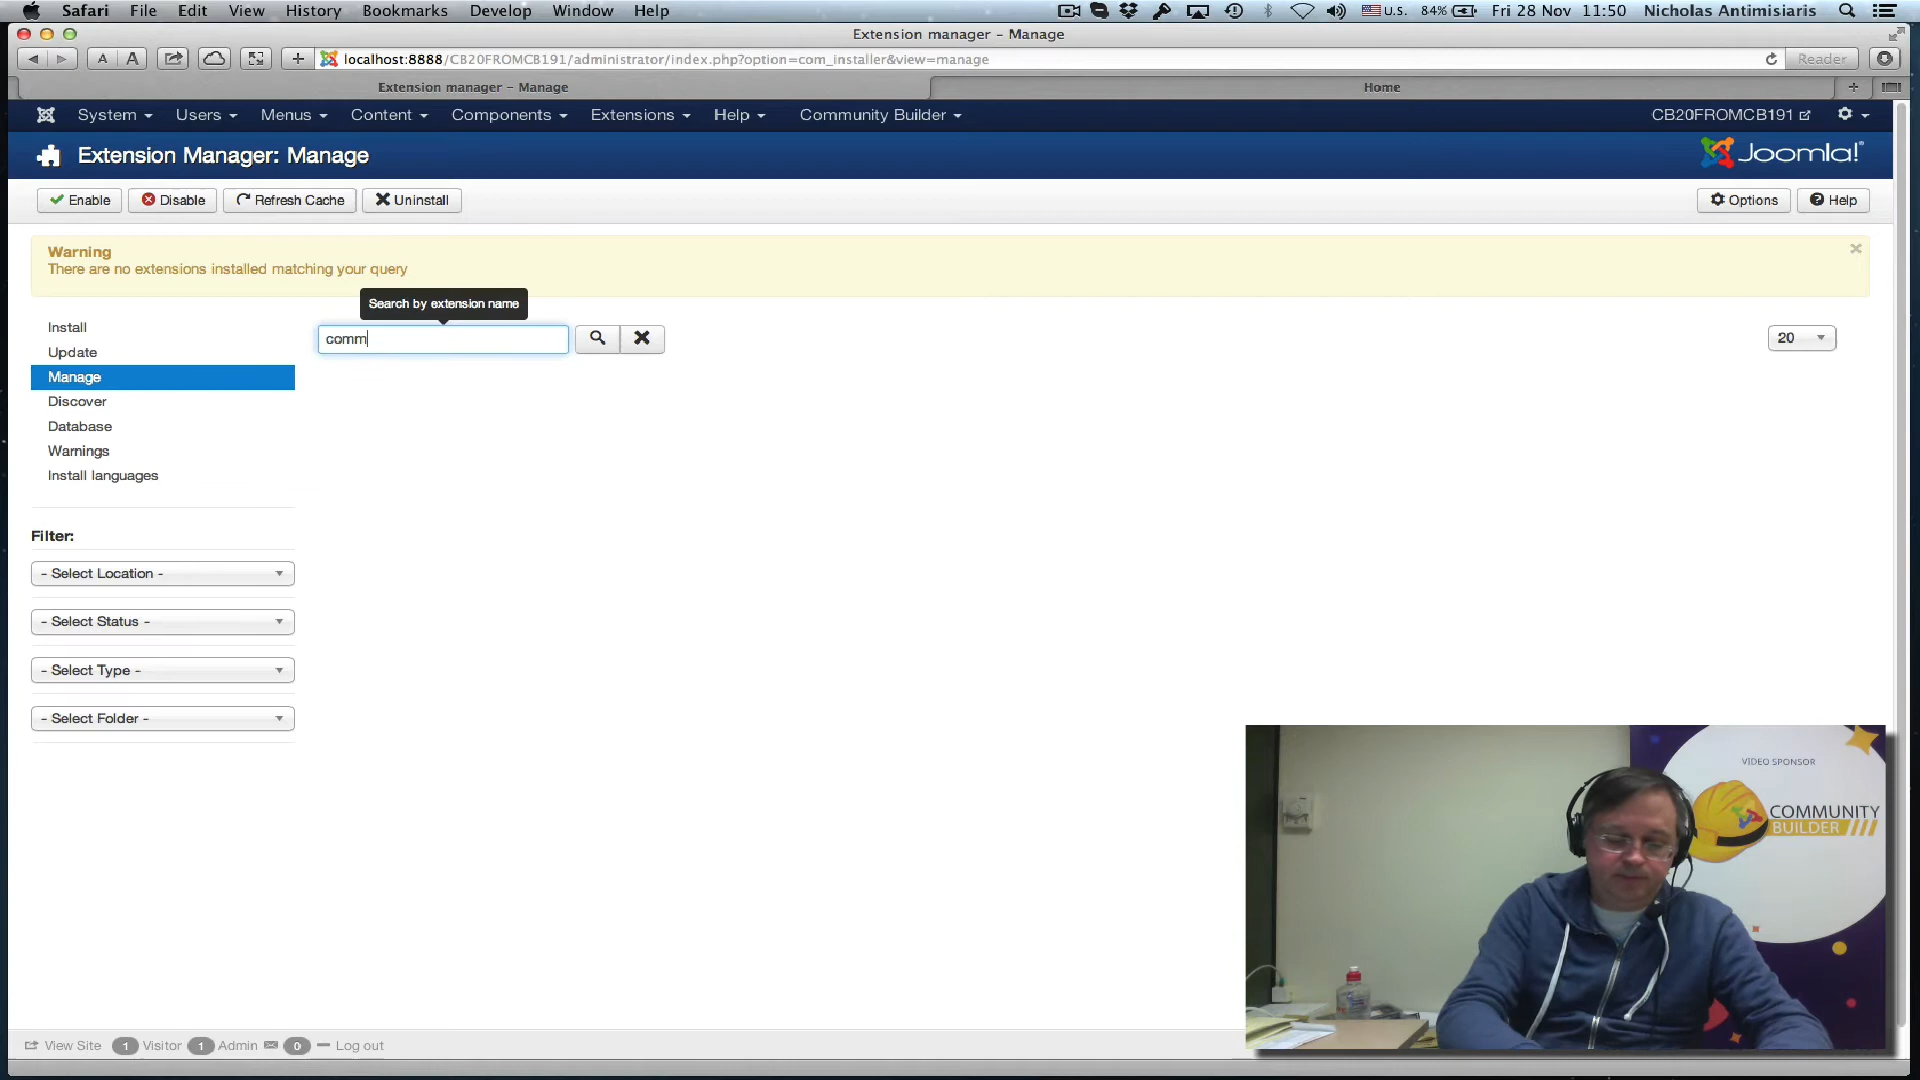 Safari File Edit View History Bookmarks Develop Window Help U.S. 84% Fri 28 Nov 11:50 Nicholas Antimisiaris
Extension manager – Manage
A A + localhost:8888/CB20FROMCB191/administrator/index.php?option=com_installer&view=manage Reader
Extension manager – Manage Home +
System Users Menus Content Components Extensions Help Community Builder CB20FROMCB191
Extension Manager: Manage Joomla!®
Enable Disable Refresh Cache Uninstall Options Help
Warning
There are no extensions installed matching your query
Search by extension name
comm 20
Install
Update
Manage
Discover
Database
Warnings
Install languages
Filter:
- Select Location -
- Select Status -
- Select Type -
- Select Folder -
VIDEO SPONSOR
COMMUNITY
BUILDER
View Site 1 Visitor 1 Admin 0 Log out